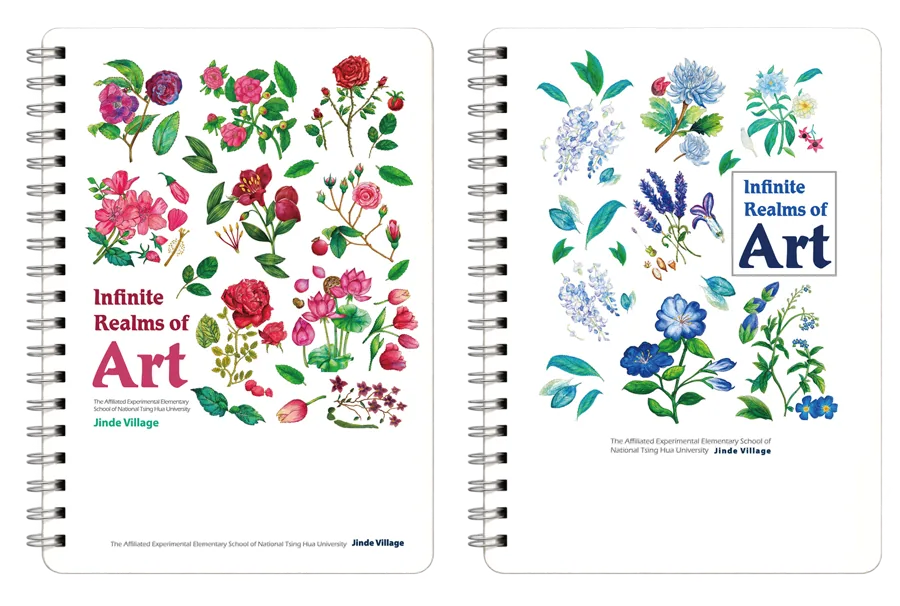 Infinite
Realms of
Art
The Affiliated Experimental Elementary
School of National Tsing Hua University
Jinde Village
The Affiliated Experimental Elementary School of National Tsing Hua University Jinde Village
Infinite
Realms of
Art
The Affiliated Experimental Elementary School of
National Tsing Hua University Jinde Village